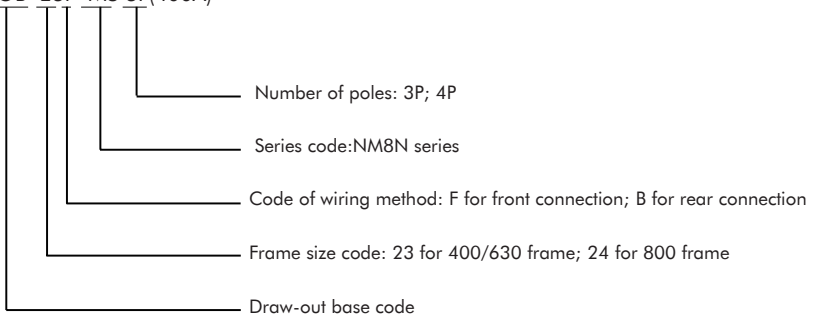 Number of poles: 3P; 4P
Series code:NM8N series
Code of wiring method: F for front connection; B for rear connection
Frame size code: 23 for 400/630 frame; 24 for 800 frame
Draw-out base code